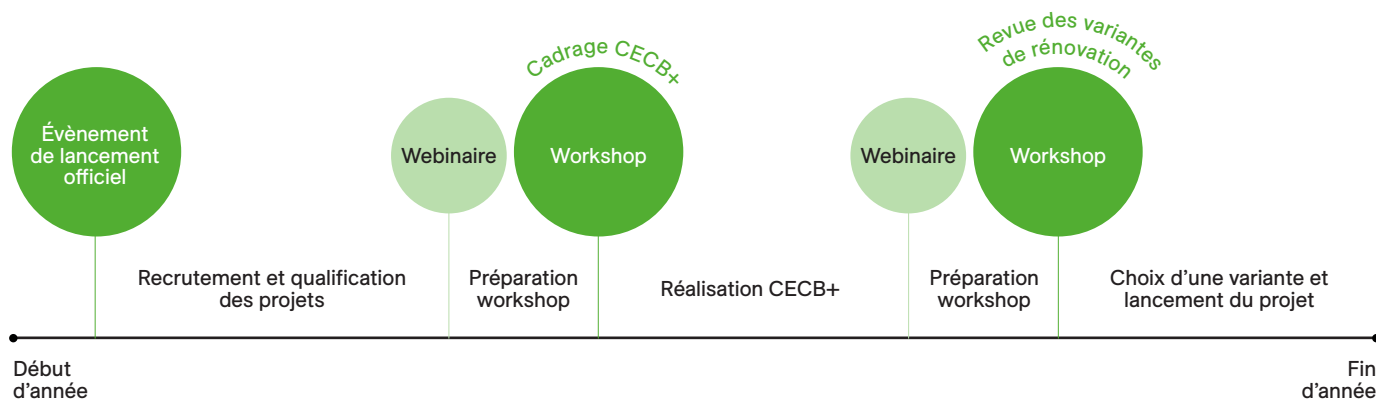 Évènement
de lancement
officiel
Webinaire
Cadrage CECB+
Workshop
Webinaire
Revue des variantes
de rénovation
Workshop
Recrutement et qualification
des projets
Préparation
workshop
Réalisation CECB+
Préparation
workshop
Choix d’une variante et
lancement du projet
Début
d’année
Fin
d’année